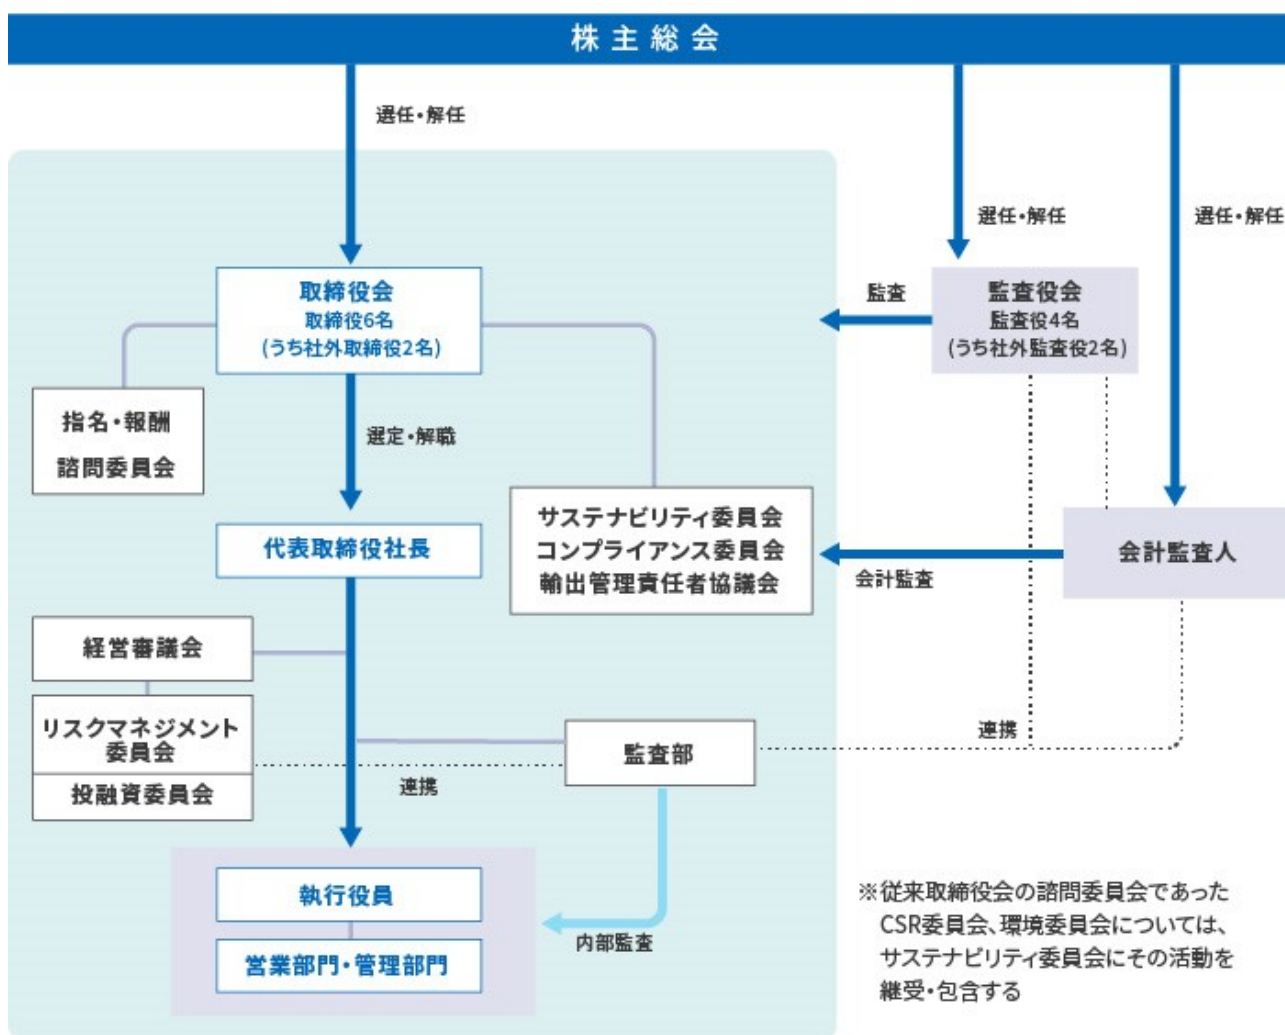 株主総会
選任・解任
選任・解任
選任・解任
取締役会
取締役6名
(うち社外取締役2名)
監査
監査役会
監査役4名
(うち社外監査役2名)
指名・報酬
諮問委員会
選定・解職
代表取締役社長
サステナビリティ委員会
コンプライアンス委員会
輸出管理責任者協議会
会計監査
会計監査人
経営審議会
リスクマネジメント
委員会
投融資委員会
連携
監査部
連携
執行役員
営業部門・管理部門
内部監査
※従来取締役会の諮問委員会であった
CSR委員会、環境委員会については、
サステナビリティ委員会にその活動を
継受・包含する